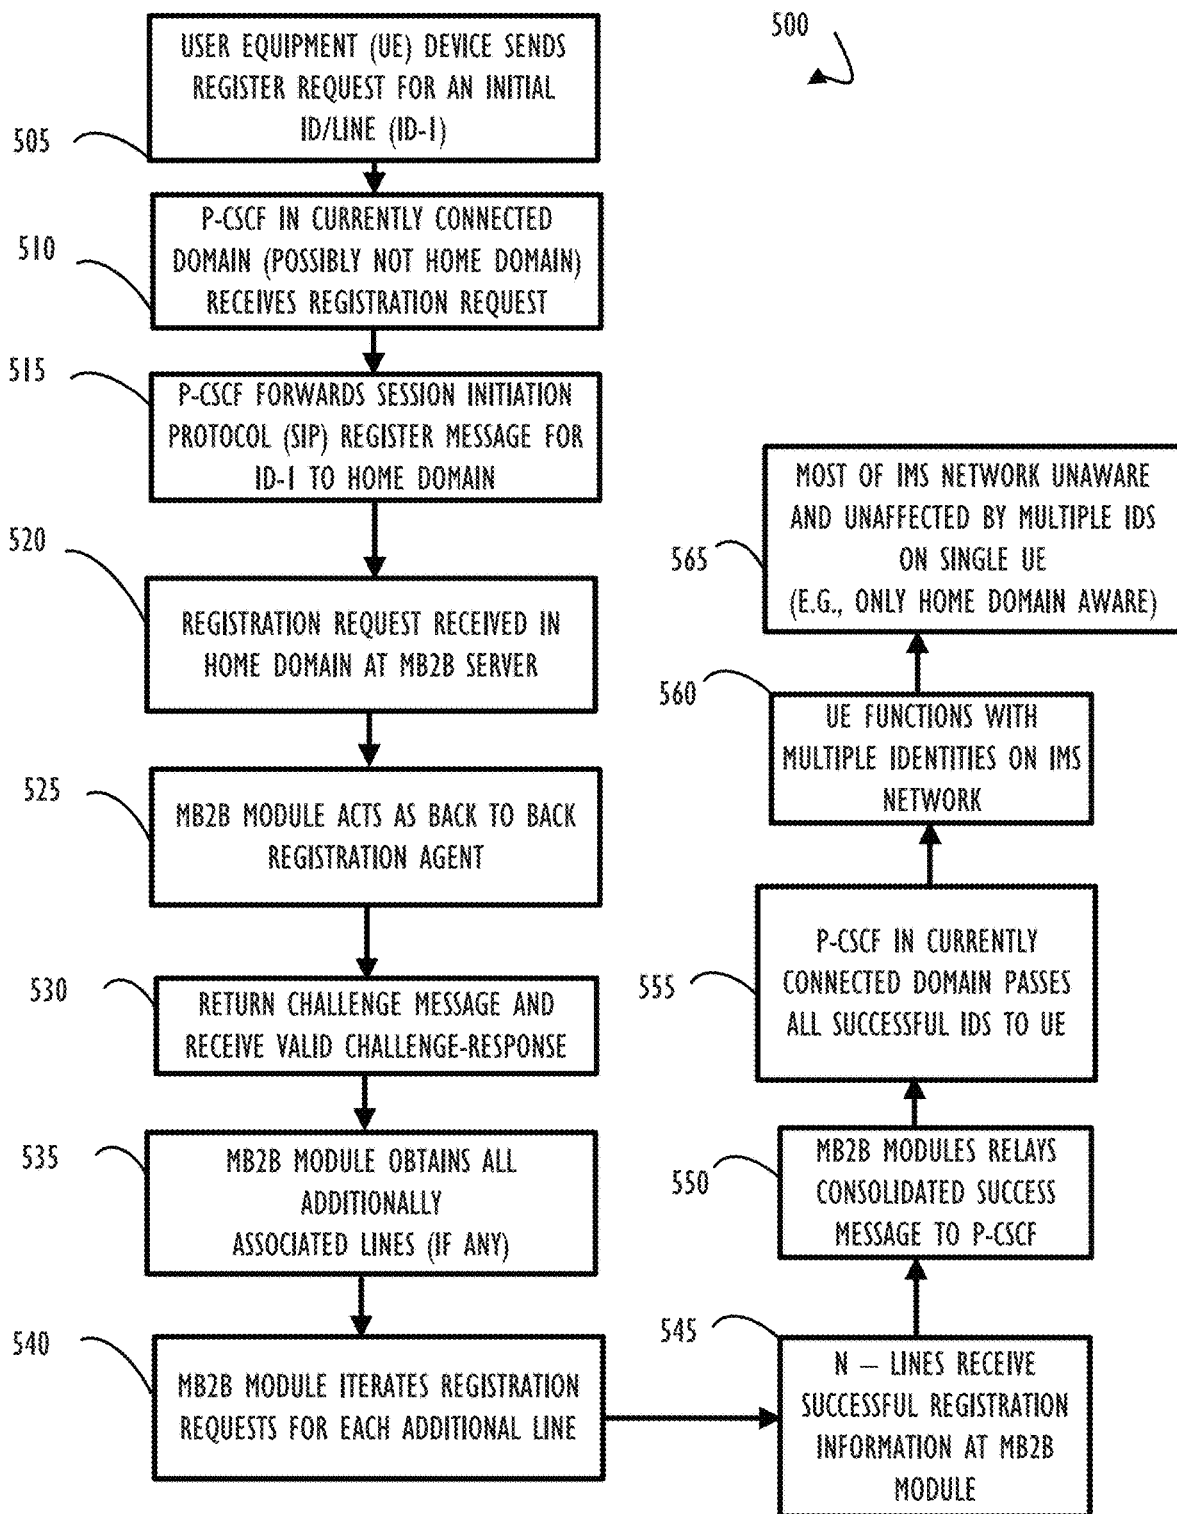 500
505
USER EQUIPMENT (UE) DEVICE SENDS
REGISTER REQUEST FOR AN INITIAL
ID/LINE (ID-1)
510
P-CSCF IN CURRENTLY CONNECTED
DOMAIN (POSSIBLY NOT HOME DOMAIN)
RECEIVES REGISTRATION REQUEST
515
P-CSCF FORWARDS SESSION INITIATION
PROTOCOL (SIP) REGISTER MESSAGE FOR
ID-1 TO HOME DOMAIN
520
REGISTRATION REQUEST RECEIVED IN
HOME DOMAIN AT MB2B SERVER
525
MB2B MODULE ACTS AS BACK TO BACK
REGISTRATION AGENT
530
RETURN CHALLENGE MESSAGE AND
RECEIVE VALID CHALLENGE-RESPONSE
535
MB2B MODULE OBTAINS ALL
ADDITIONALLY
ASSOCIATED LINES (IF ANY)
540
MB2B MODULE ITERATES REGISTRATION
REQUESTS FOR EACH ADDITIONAL LINE
545
N – LINES RECEIVE
SUCCESSFUL REGISTRATION
INFORMATION AT MB2B
MODULE
550
MB2B MODULES RELAYS
CONSOLIDATED SUCCESS
MESSAGE TO P-CSCF
555
P-CSCF IN CURRENTLY
CONNECTED DOMAIN PASSES
ALL SUCCESSFUL IDS TO UE
560
UE FUNCTIONS WITH
MULTIPLE IDENTITIES ON IMS
NETWORK
565
MOST OF IMS NETWORK UNAWARE
AND UNAFFECTED BY MULTIPLE IDS
ON SINGLE UE
(E.G., ONLY HOME DOMAIN AWARE)